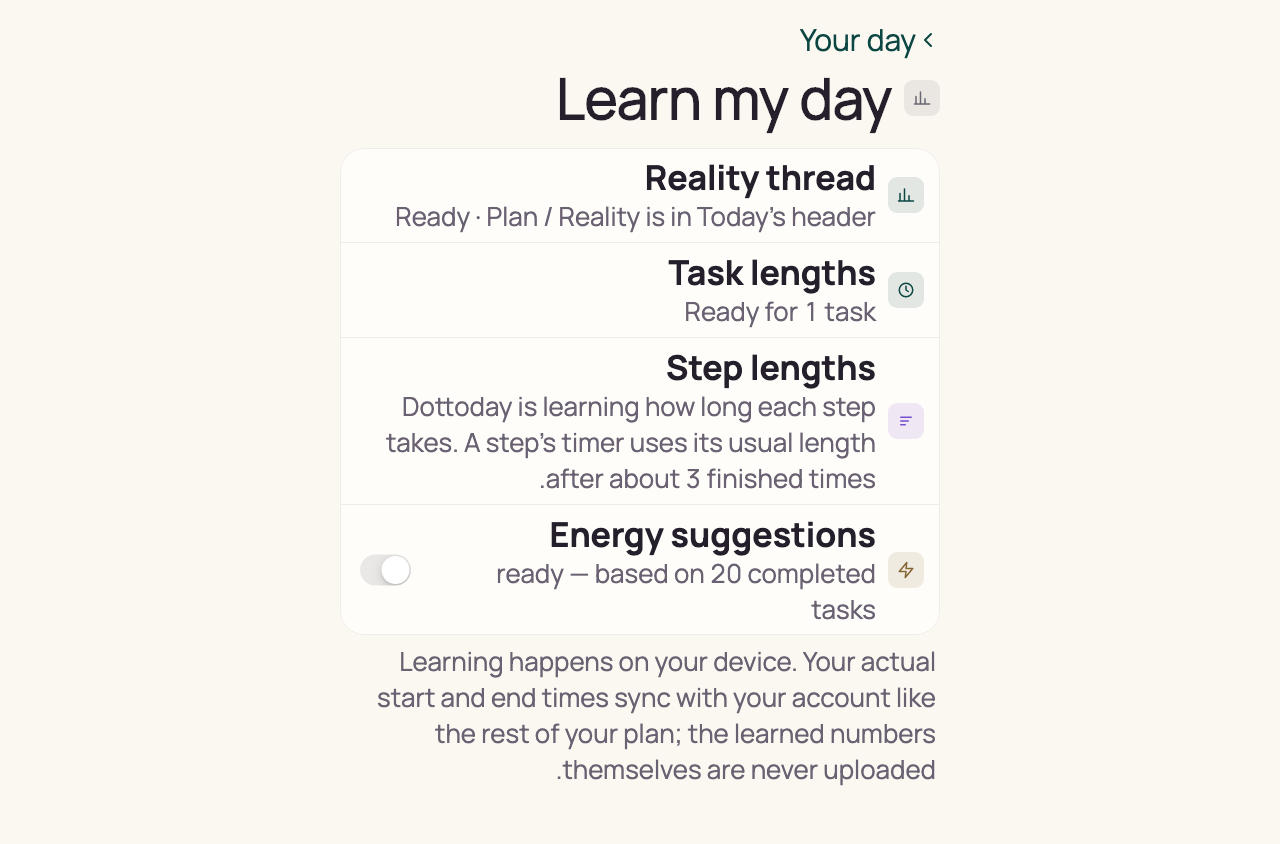 Your day
Learn my day
Reality thread
Ready · Plan / Reality is in Today’s header
Task lengths
Ready for 1 task
Step lengths
Dottoday is learning how long each step
takes. A step’s timer uses its usual length
after about 3 finished times.
Energy suggestions
ready — based on 20 completed
tasks
Learning happens on your device. Your actual
start and end times sync with your account like
the rest of your plan; the learned numbers
themselves are never uploaded.